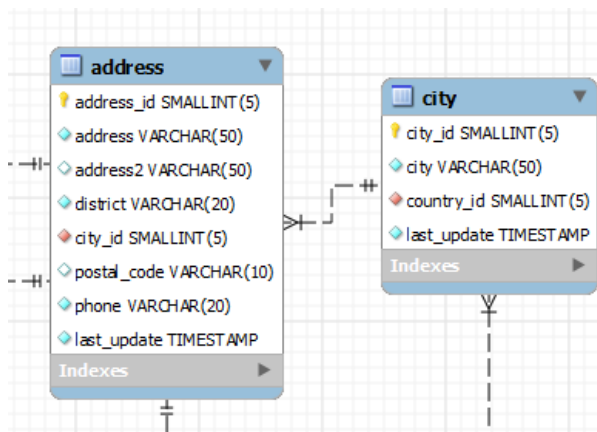 address
address_id SMALLINT(5)
address VARCHAR(50)
address2 VARCHAR(50)
district VARCHAR(20)
city_id SMALLINT(5)
postal_code VARCHAR(10)
phone VARCHAR(20)
last_update TIMESTAMP
Indexes
city
city_id SMALLINT(5)
city VARCHAR(50)
country_id SMALLINT(5)
last_update TIMESTAMP
Indexes